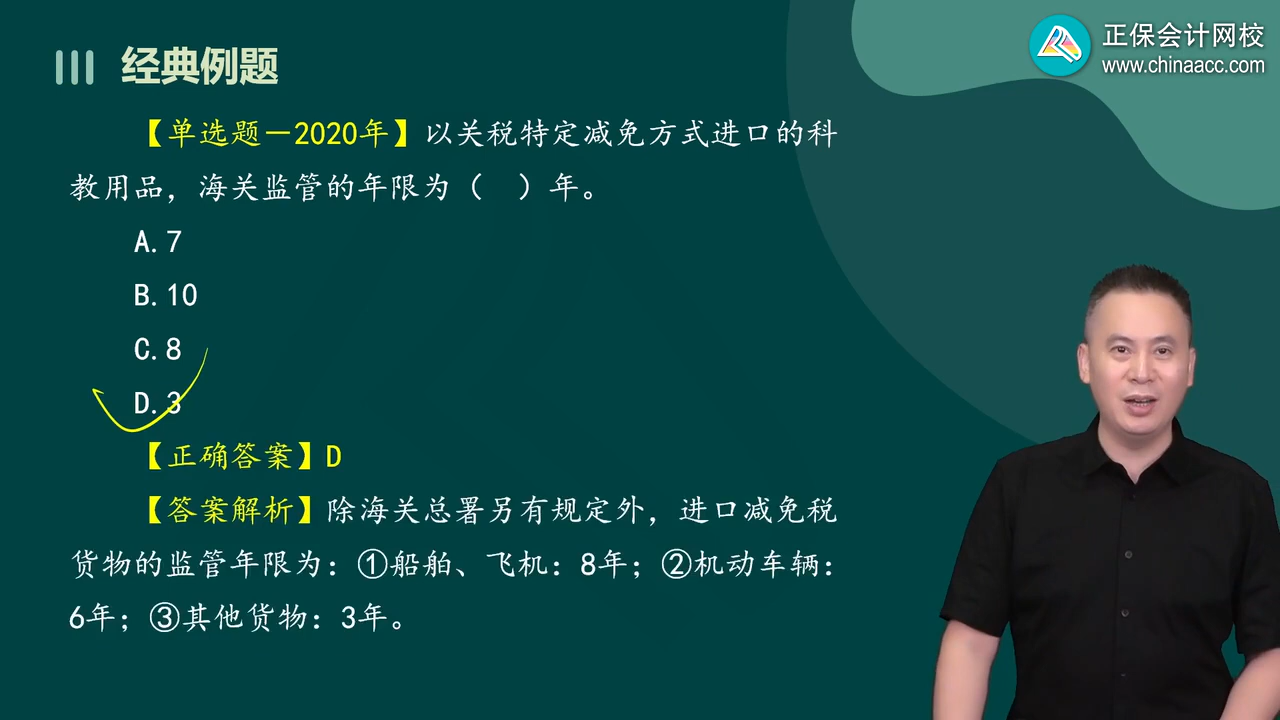 经典例题
正保会计网校
www.chinaacc.com
【单选题－2020年】以关税特定减免方式进口的科
教用品，海关监管的年限为（ ）年。
A.7
B.10
C.8
D.3
【正确答案】D
【答案解析】除海关总署另有规定外，进口减免税
货物的监管年限为：①船舶、飞机：8年；②机动车辆：
6年；③其他货物：3年。